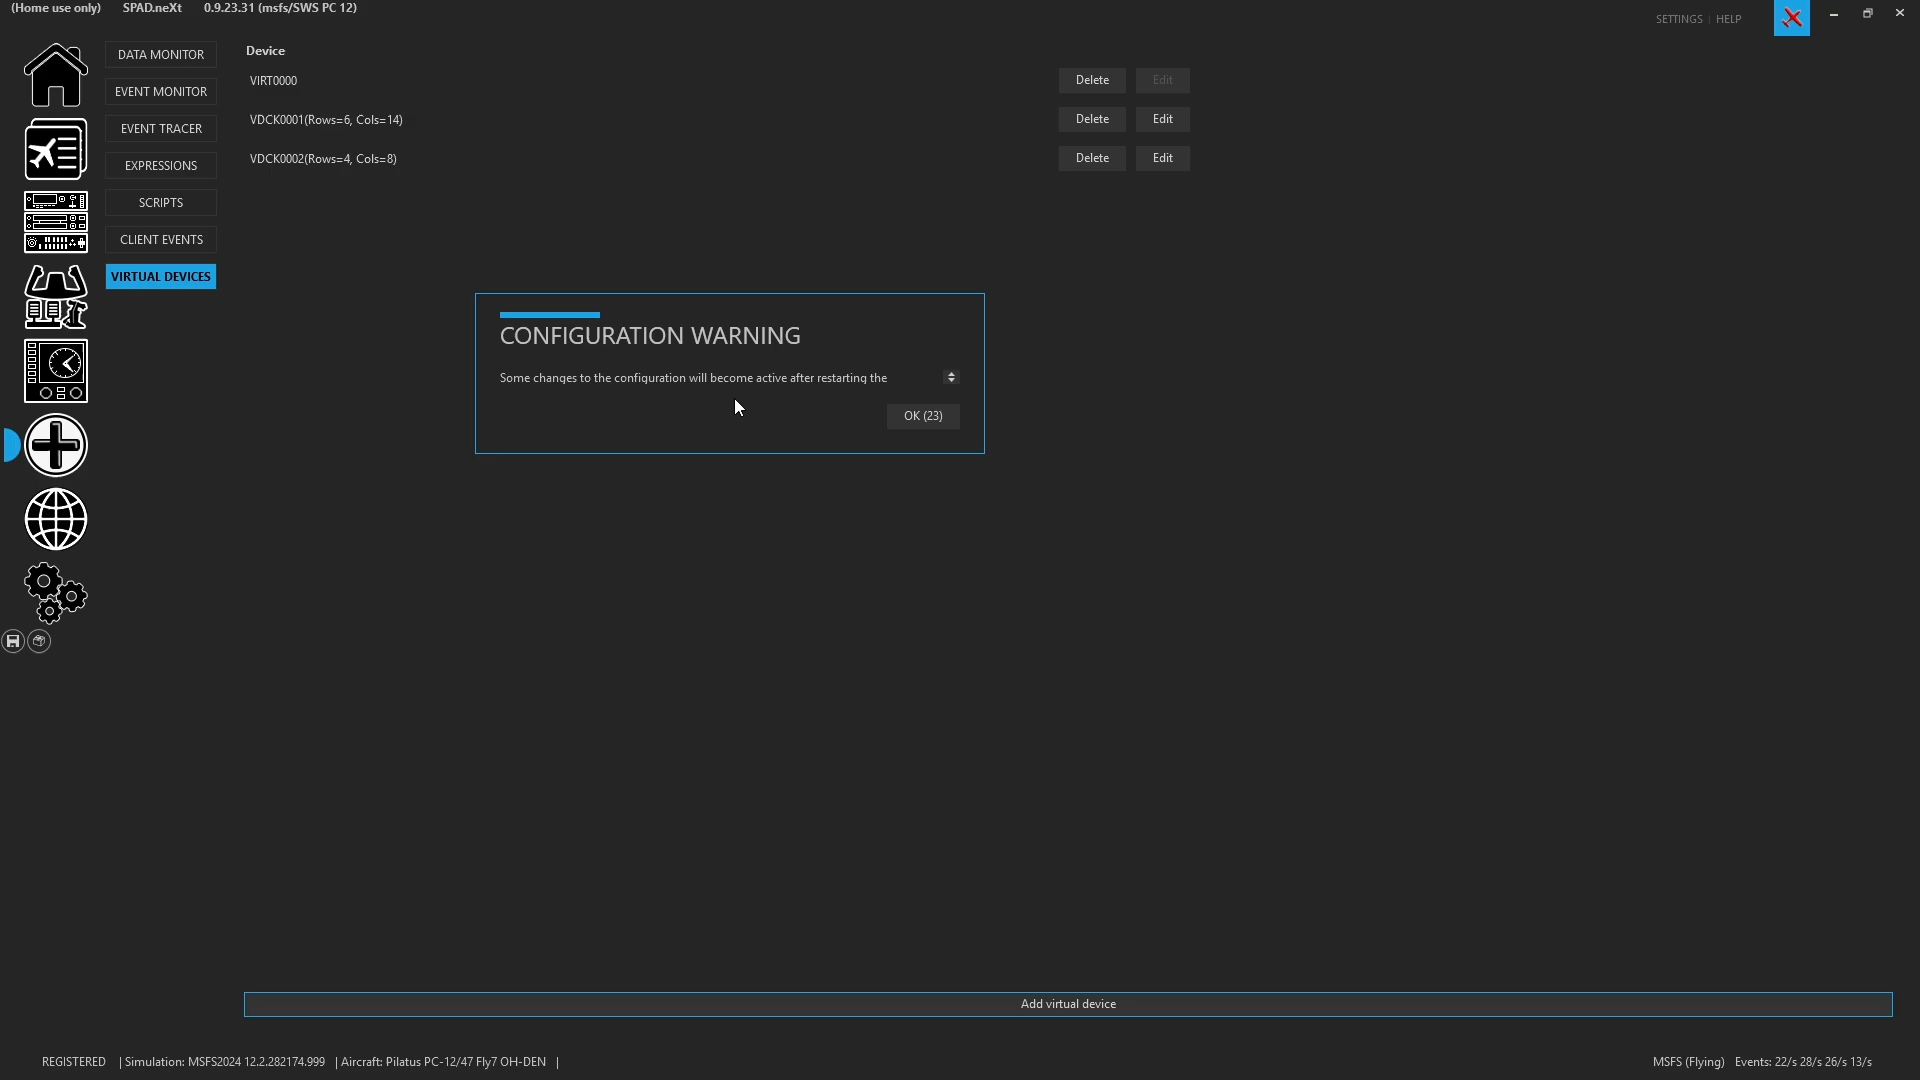 (Home use only) SPAD.neXt 0.9.23.31 (msfs/SWS PC 12)
SETTINGS | HELP
DATA MONITOR
EVENT MONITOR
EVENT TRACER
EXPRESSIONS
SCRIPTS
CLIENT EVENTS
VIRTUAL DEVICES
Device
VIRT0000 Delete Edit
VDCK0001(Rows=6, Cols=14) Delete Edit
VDCK0002(Rows=4, Cols=8) Delete Edit
CONFIGURATION WARNING
Some changes to the configuration will become active after restarting the
OK (23)
Add virtual device
REGISTERED | Simulation: MSFS2024 12.2.282174.999 | Aircraft: Pilatus PC-12/47 Fly7 OH-DEN |
MSFS (Flying) Events: 22/s 28/s 26/s 13/s